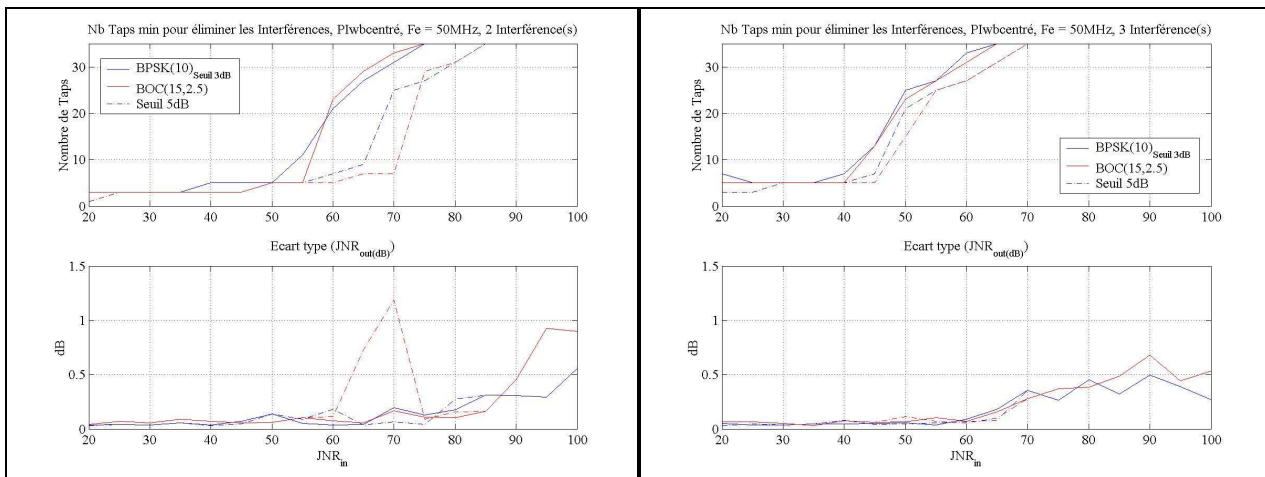 Nb Taps min pour éliminer les Interférences, PIwbcentré, Fe = 50MHz, 2 Interférence(s)
Nombre de Taps
30
20
10
0
BPSK(10)Seuil 3dB
BOC(15,2.5)
Seuil 5dB
20 30 40 50 60 70 80 90 100
Ecart type (JNRout(dB))
dB
1.5
1
0.5
0
20 30 40 50 60 70 80 90 100
JNRin
Nb Taps min pour éliminer les Interférences, PIwbcentré, Fe = 50MHz, 3 Interférence(s)
Nombre de Taps
30
20
10
0
BPSK(10)Seuil 3dB
BOC(15,2.5)
Seuil 5dB
20 30 40 50 60 70 80 90 100
Ecart type (JNRout(dB))
dB
1.5
1
0.5
0
20 30 40 50 60 70 80 90 100
JNRin